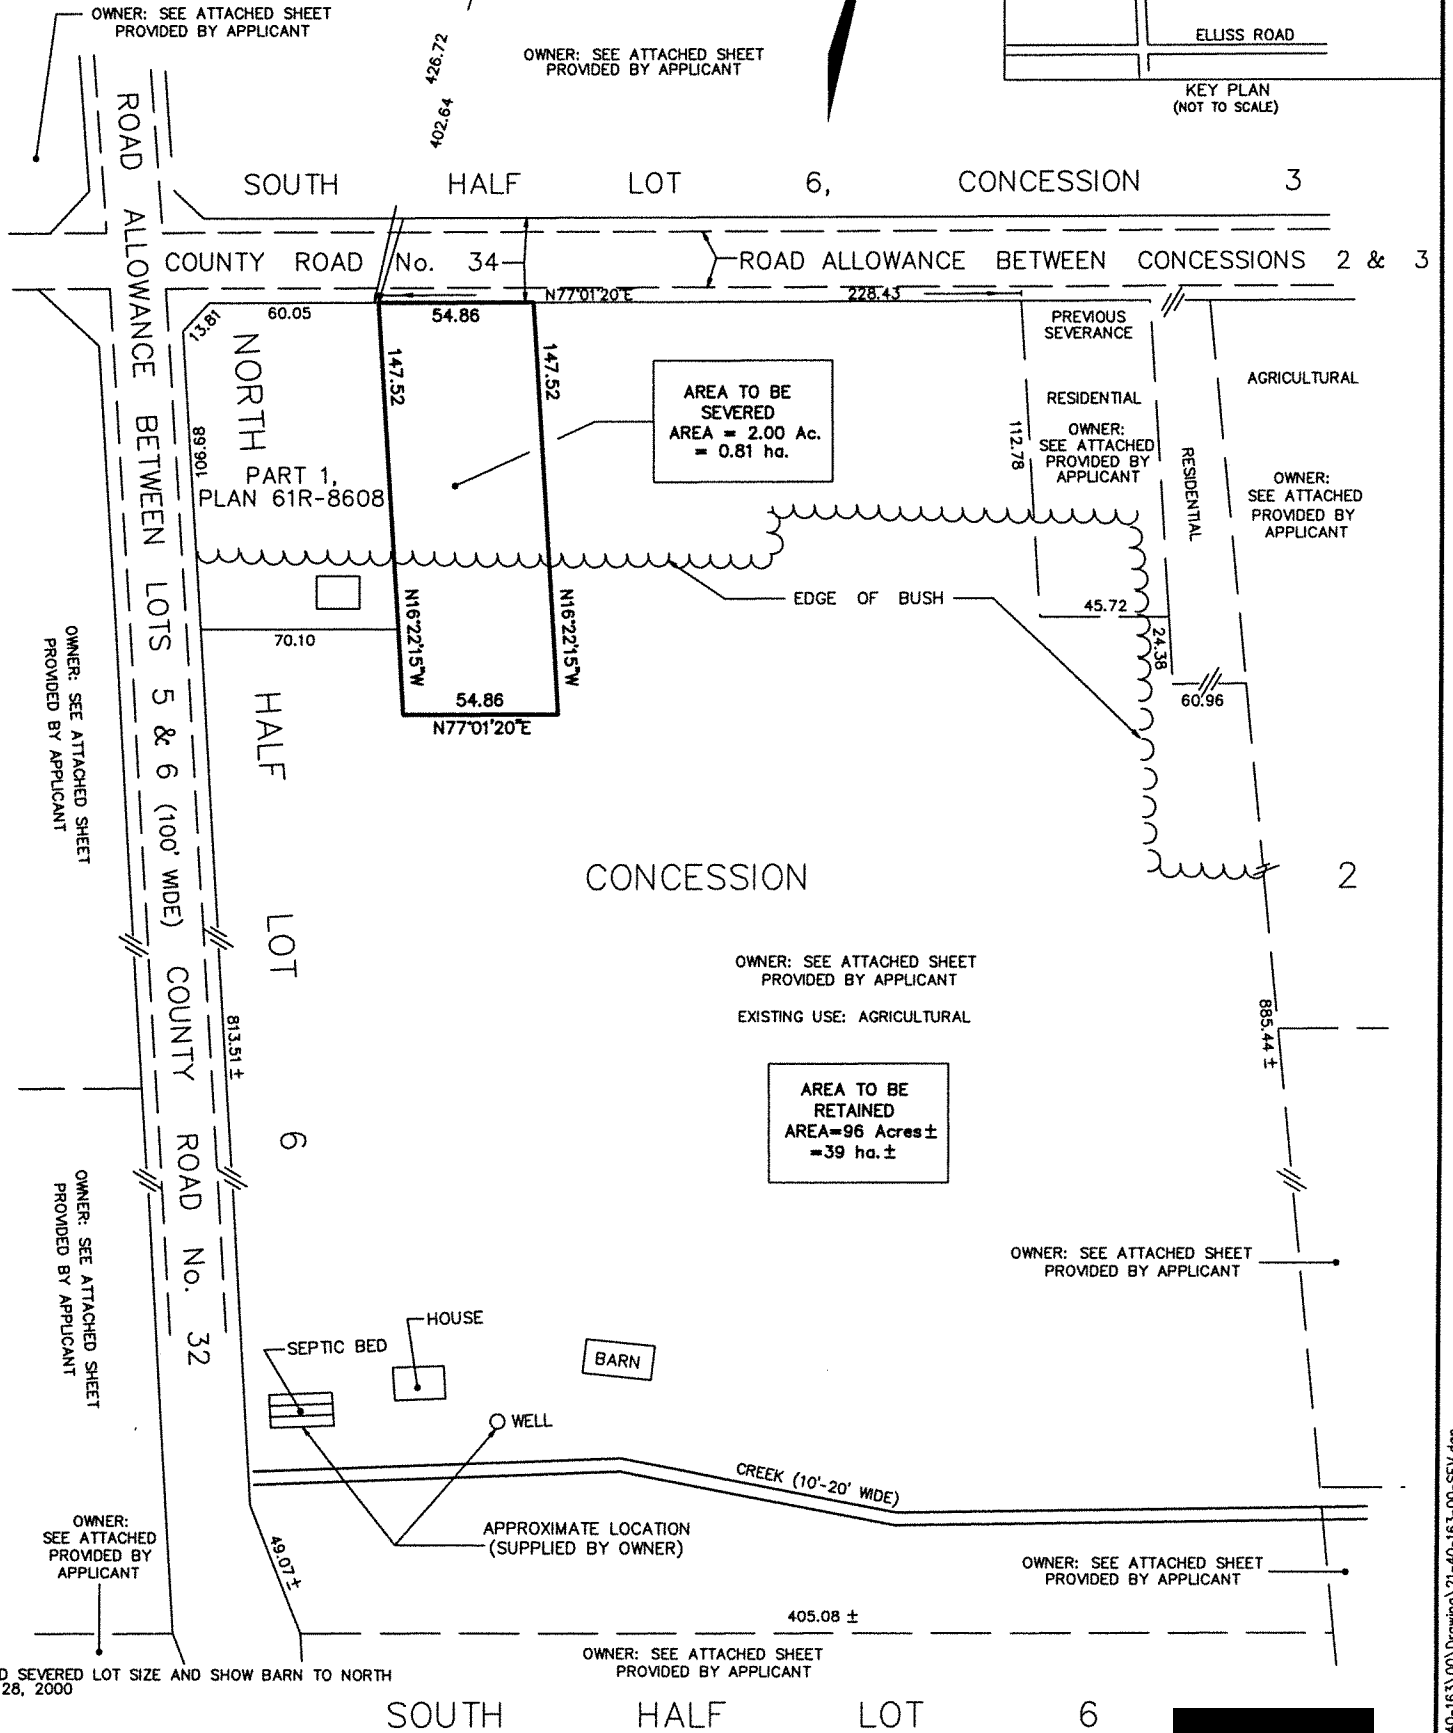 OWNER: SEE ATTACHED SHEET
PROVIDED BY APPLICANT
426.72
402.64
OWNER: SEE ATTACHED SHEET
PROVIDED BY APPLICANT
ELLISS ROAD
KEY PLAN
(NOT TO SCALE)
SOUTH HALF LOT 6, CONCESSION 3
COUNTY ROAD No. 34
ROAD ALLOWANCE BETWEEN CONCESSIONS 2 & 3
ROAD ALLOWANCE BETWEEN LOTS 5 & 6 (100' WIDE) COUNTY ROAD No. 32
N77°01'20"E
228.43
13.81
60.05
54.86
147.52
147.52
106.68
NORTH HALF LOT 6
PART 1,
PLAN 61R-8608
AREA TO BE
SEVERED
AREA = 2.00 Ac.
= 0.81 ha.
PREVIOUS
SEVERANCE
RESIDENTIAL
OWNER:
SEE ATTACHED
PROVIDED BY
APPLICANT
112.78
RESIDENTIAL
AGRICULTURAL
OWNER:
SEE ATTACHED
PROVIDED BY
APPLICANT
EDGE OF BUSH
45.72
24.38
60.96
70.10
N16°22'15"W
N16°22'15"W
54.86
N77°01'20"E
OWNER: SEE ATTACHED SHEET
PROVIDED BY APPLICANT
CONCESSION 2
OWNER: SEE ATTACHED SHEET
PROVIDED BY APPLICANT
EXISTING USE: AGRICULTURAL
813.51 ±
885.44 ±
AREA TO BE
RETAINED
AREA=96 Acres±
=39 ha.±
OWNER: SEE ATTACHED SHEET
PROVIDED BY APPLICANT
OWNER: SEE ATTACHED SHEET
PROVIDED BY APPLICANT
HOUSE
SEPTIC BED
BARN
WELL
CREEK (10'-20' WIDE)
APPROXIMATE LOCATION
(SUPPLIED BY OWNER)
OWNER:
SEE ATTACHED
PROVIDED BY
APPLICANT
49.07±
OWNER: SEE ATTACHED SHEET
PROVIDED BY APPLICANT
405.08 ±
OWNER: SEE ATTACHED SHEET
PROVIDED BY APPLICANT
D SEVERED LOT SIZE AND SHOW BARN TO NORTH
28, 2000
SOUTH HALF LOT 6